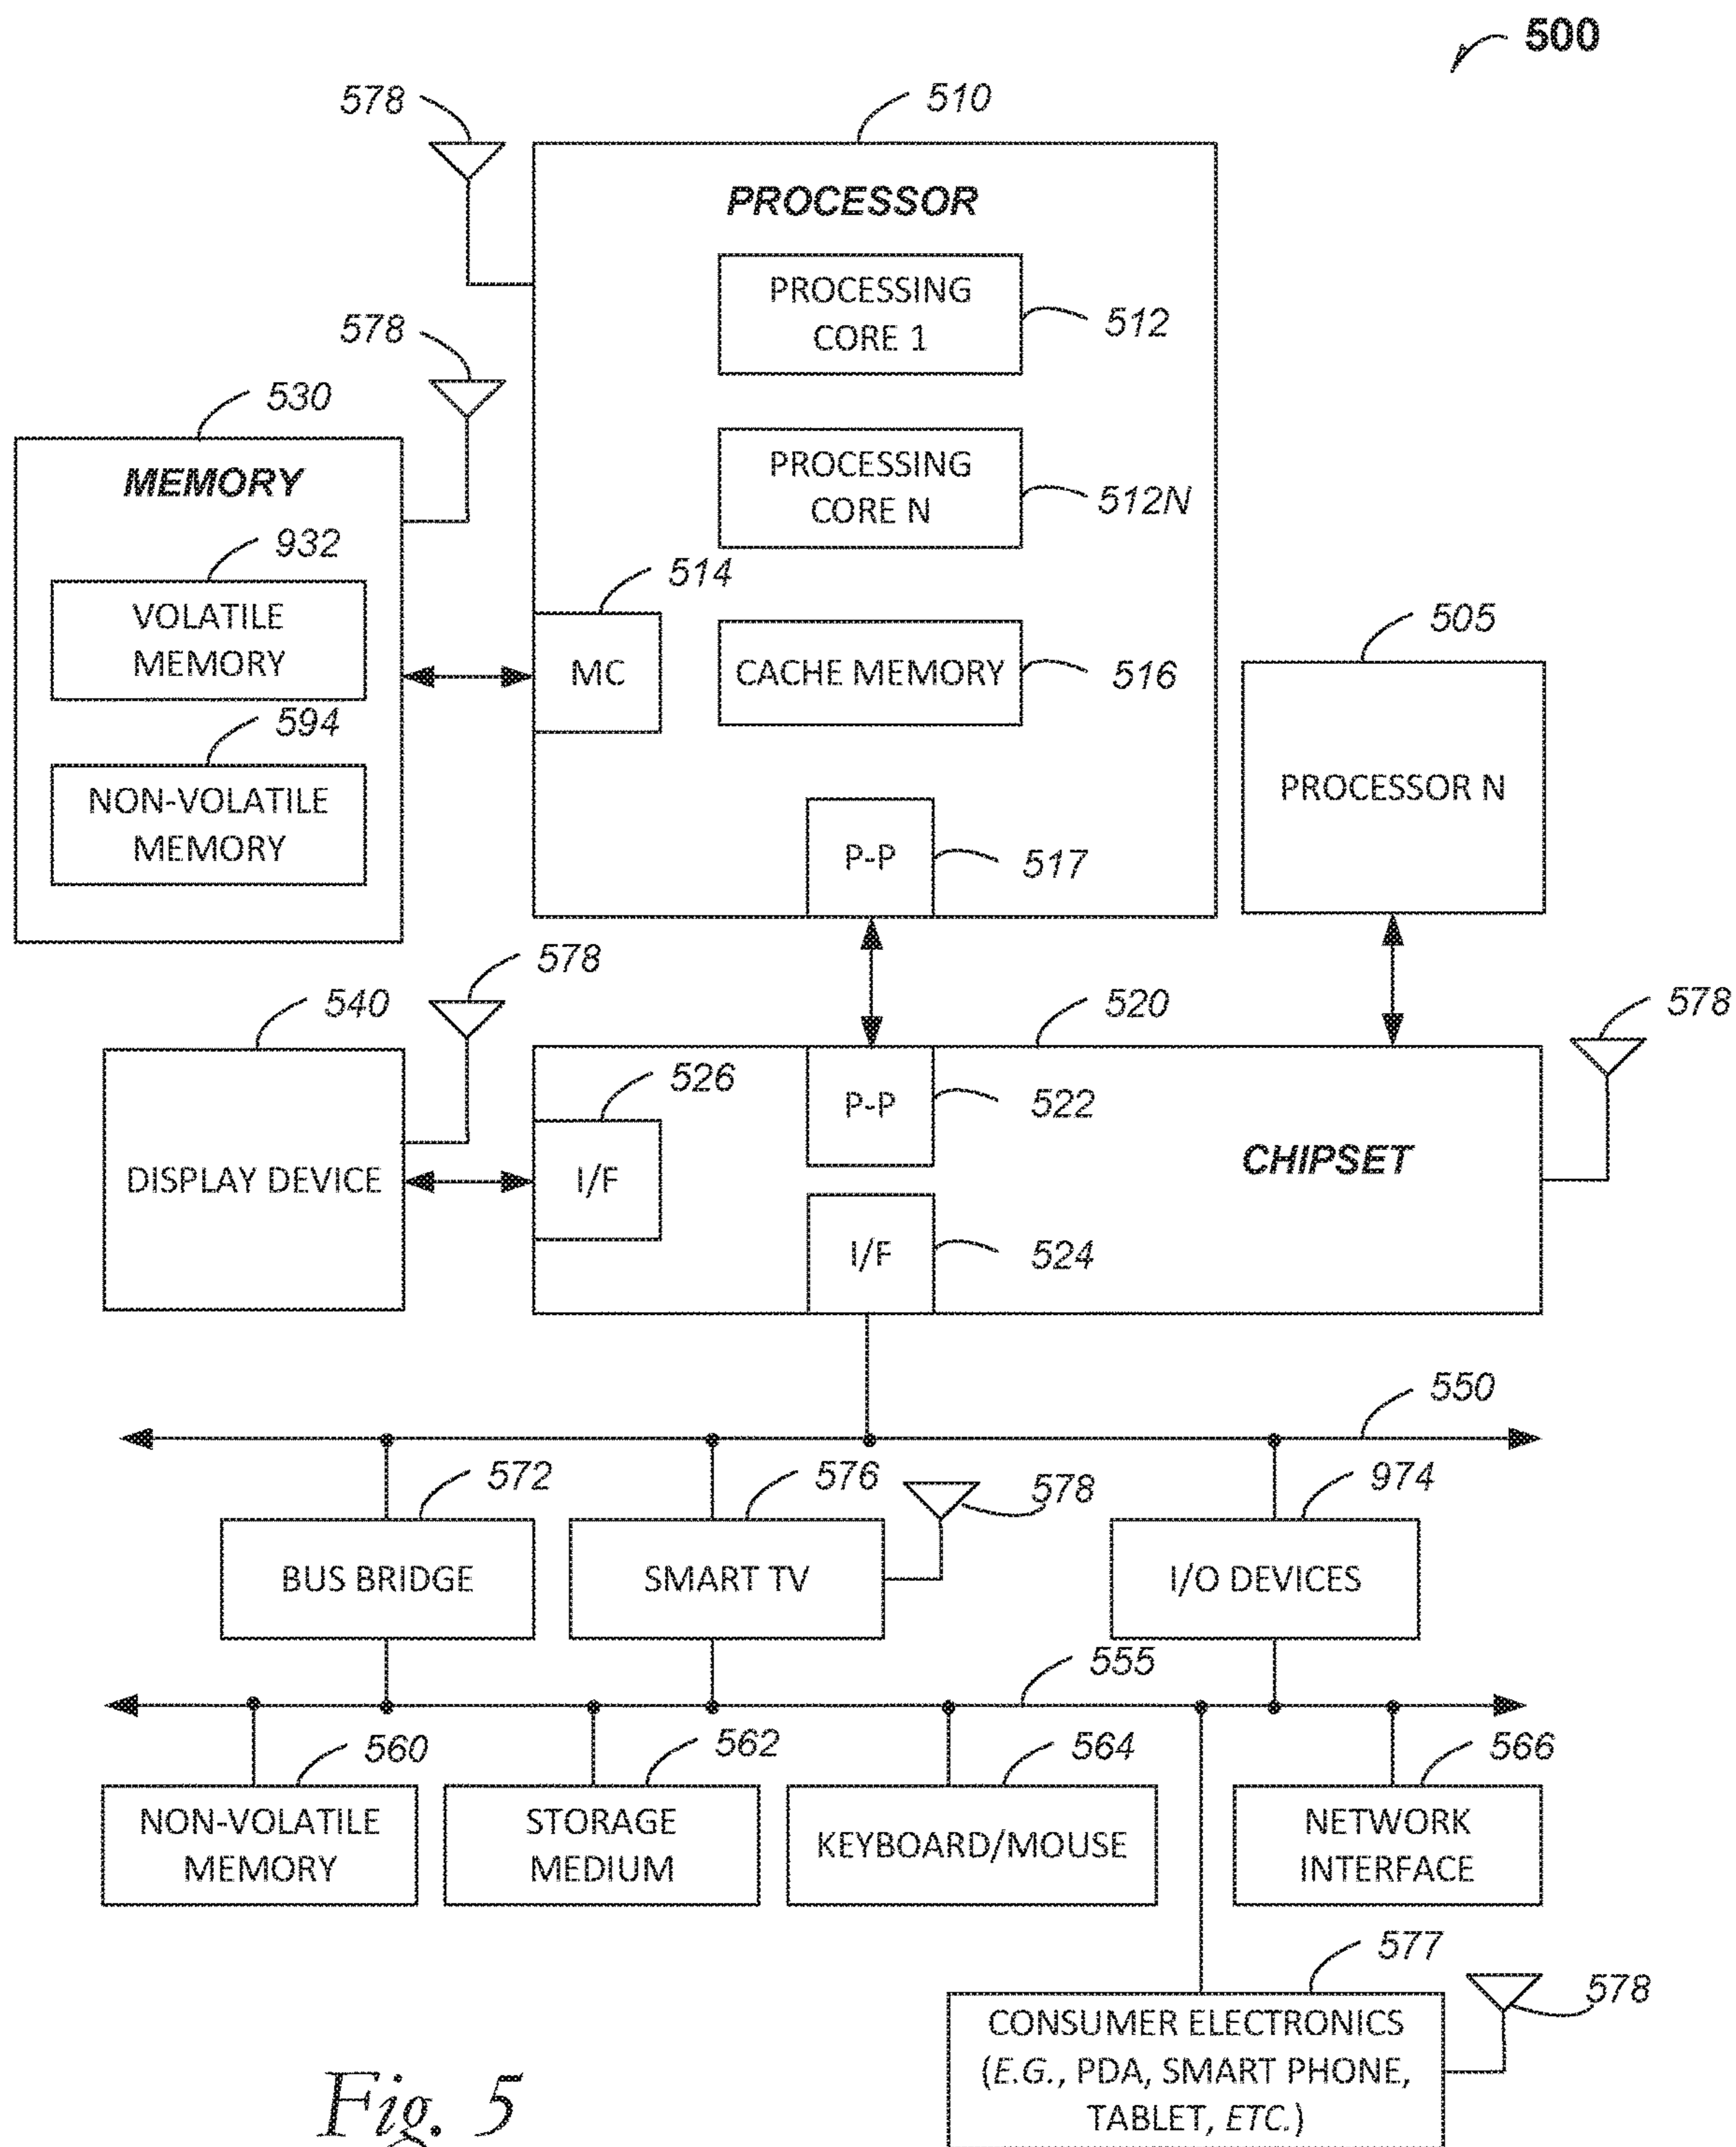 500
578
510
PROCESSOR
PROCESSING
CORE 1
512
578
530
MEMORY
PROCESSING
CORE N
512N
932
VOLATILE
MEMORY
514
MC
CACHE MEMORY
516
505
PROCESSOR N
594
NON-VOLATILE
MEMORY
P-P
517
578
540
DISPLAY DEVICE
520
578
526
I/F
P-P
522
CHIPSET
I/F
524
550
572
BUS BRIDGE
576
SMART TV
578
974
I/O DEVICES
555
560
NON-VOLATILE
MEMORY
562
STORAGE
MEDIUM
564
KEYBOARD/MOUSE
566
NETWORK
INTERFACE
577
CONSUMER ELECTRONICS
(E.G., PDA, SMART PHONE,
TABLET, ETC.)
578
Fig. 5